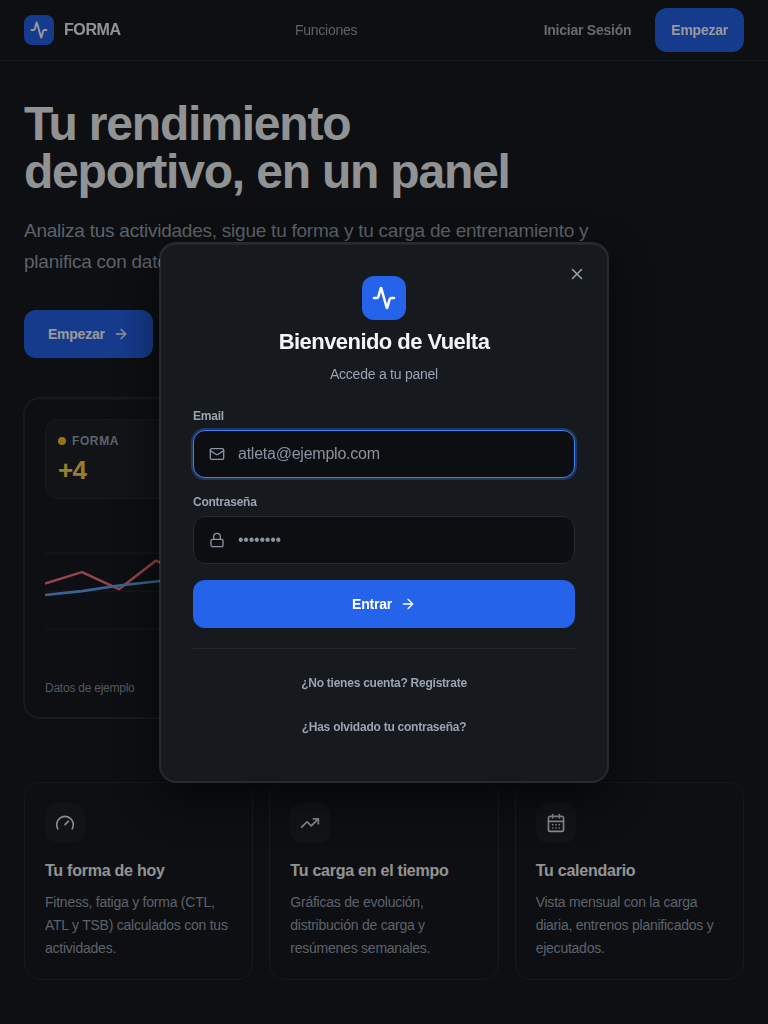 FORMA
Funciones
Iniciar Sesión
Empezar
Tu rendimiento
deportivo, en un panel
Analiza tus actividades, sigue tu forma y tu carga de entrenamiento y
planifica con
Empezar
FORMA
+4
Datos de ejemplo
Bienvenido de Vuelta
Accede a tu panel
Email
atleta@ejemplo.com
Contraseña
••••••••
Entrar
¿No tienes cuenta? Regístrate
¿Has olvidado tu contraseña?
Tu forma de hoy
Fitness, fatiga y forma (CTL,
ATL y TSB) calculados con tus
actividades.
Tu carga en el tiempo
Gráficas de evolución,
distribución de carga y
resúmenes semanales.
Tu calendario
Vista mensual con la carga
diaria, entrenos planificados y
ejecutados.